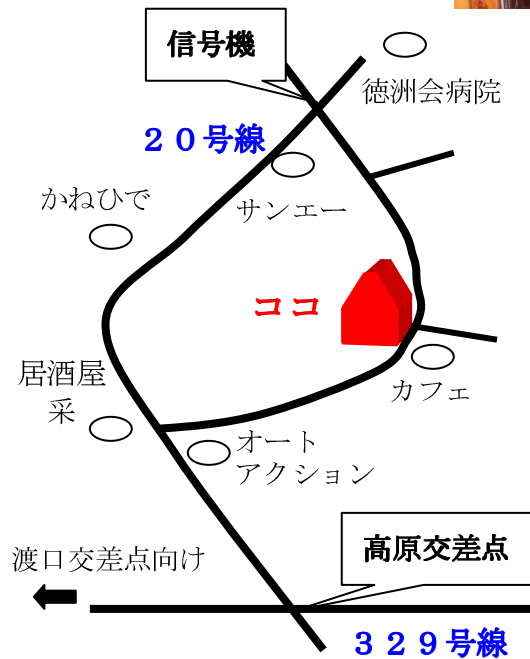 信号機
徳洲会病院
２０号線
サンエー
かねひで
ココ
居酒屋
采
カフェ
オート
アクション
高原交差点
渡口交差点向け
３２９号線